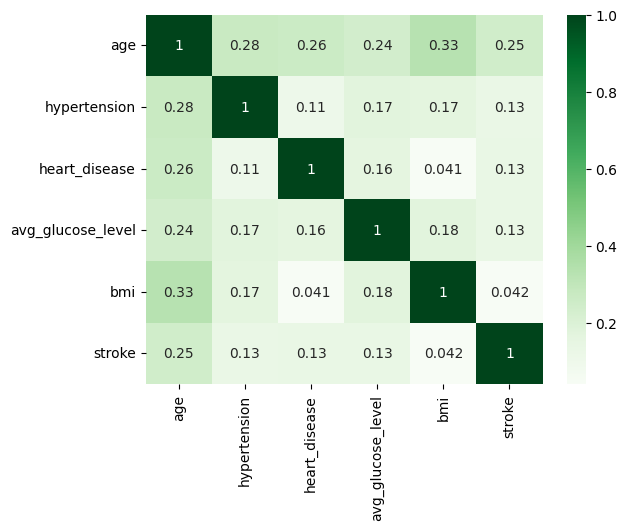 age 1 0.28 0.26 0.24 0.33 0.25
hypertension 0.28 1 0.11 0.17 0.17 0.13
heart_disease 0.26 0.11 1 0.16 0.041 0.13
avg_glucose_level 0.24 0.17 0.16 1 0.18 0.13
bmi 0.33 0.17 0.041 0.18 1 0.042
stroke 0.25 0.13 0.13 0.13 0.042 1
age
hypertension
heart_disease
avg_glucose_level
bmi
stroke
1.0
0.8
0.6
0.4
0.2